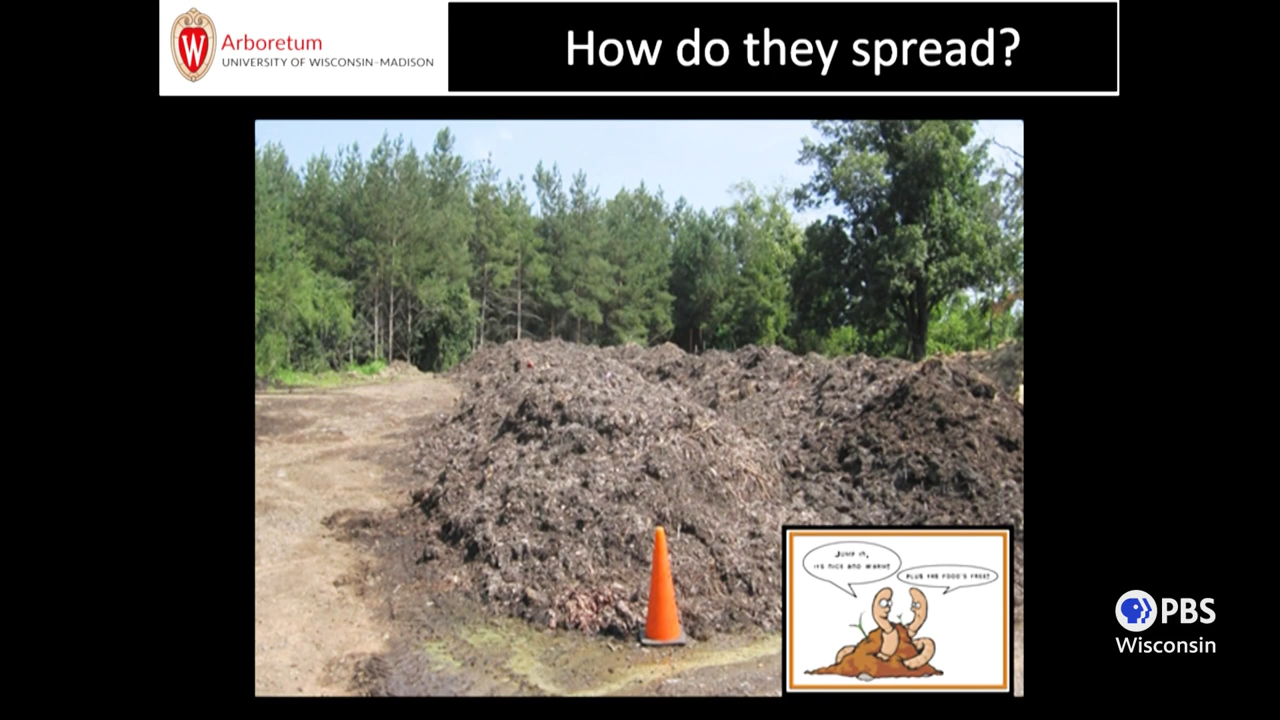 W
Arboretum
UNIVERSITY OF WISCONSIN-MADISON
How do they spread?
JUMP IN,
IT'S NICE AND WARM!
PLUS THE FOOD'S FREE!
PBS
Wisconsin